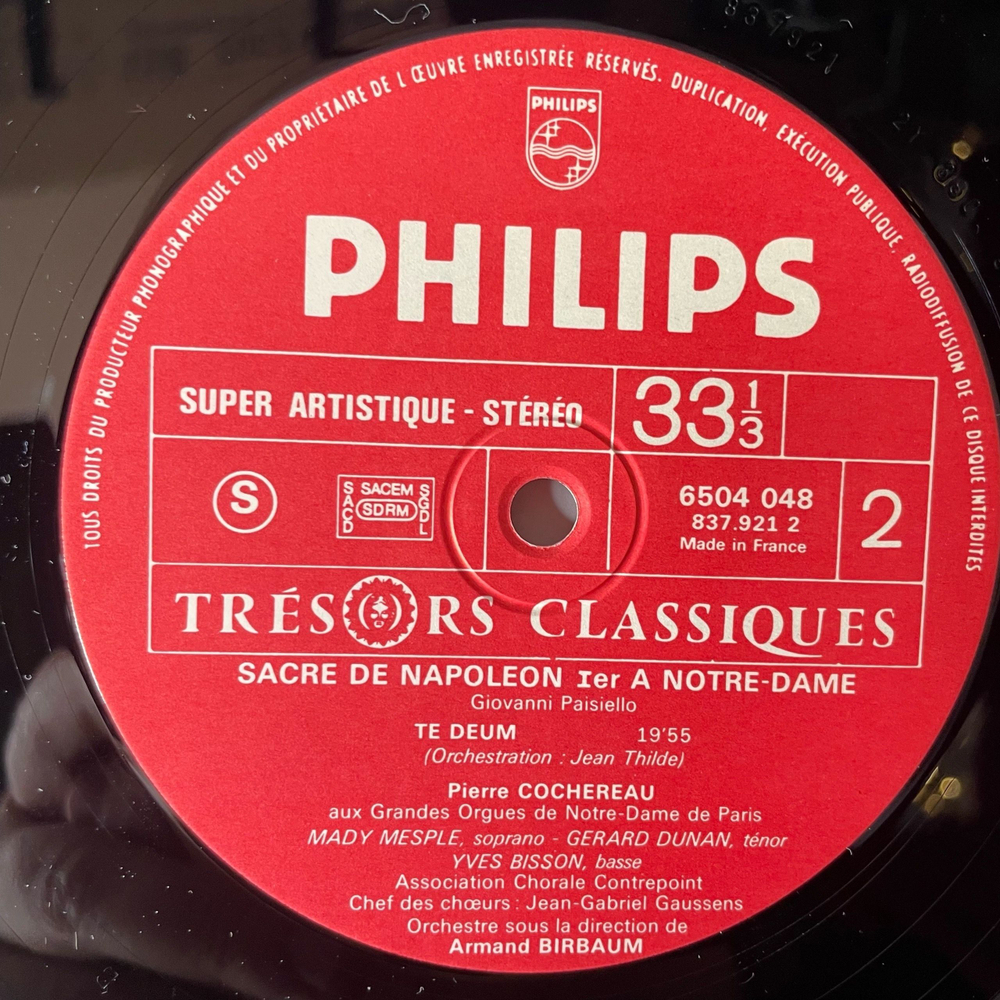 TOUS DROITS DU PRODUCTEUR PHONOGRAPHIQUE ET DU PROPRIÉTAIRE DE L'ŒUVRE ENREGISTRÉE RÉSERVÉS. DUPLICATION, EXÉCUTION PUBLIQUE, RADIODIFFUSION DE CE DISQUE INTERDITES
PHILIPS
PHILIPS
SUPER ARTISTIQUE - STÉRÉO
33 1/3
S
SACEM
SACD
SDRM
SGDL
6504 048
837.921 2
Made in France
2
TRÉSORS CLASSIQUES
SACRE DE NAPOLEON Ier A NOTRE-DAME
Giovanni Paisiello
TE DEUM 19'55
(Orchestration : Jean Thilde)
Pierre COCHEREAU
aux Grandes Orgues de Notre-Dame de Paris
MADY MESPLE, soprano - GERARD DUNAN, ténor
YVES BISSON, basse
Association Chorale Contrepoint
Chef des chœurs : Jean-Gabriel Gaussens
Orchestre sous la direction de
Armand BIRBAUM